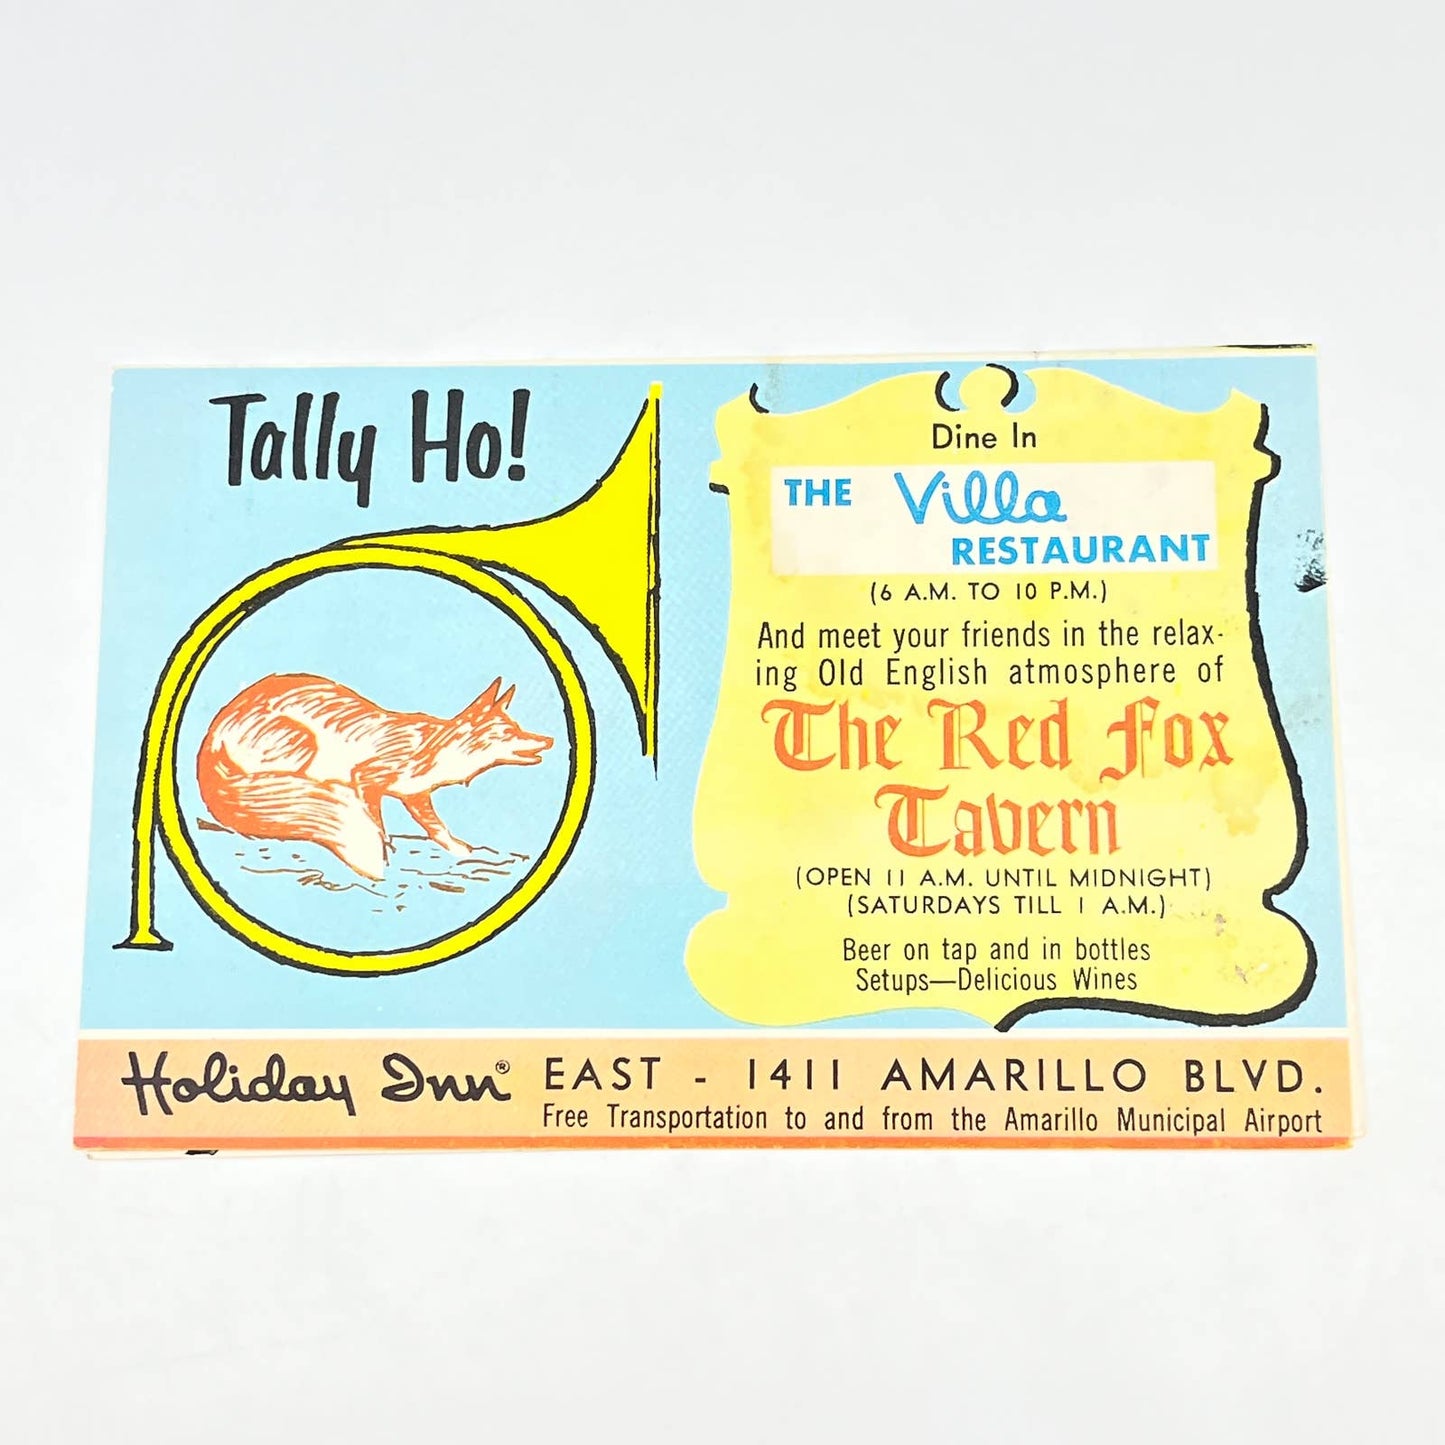 Tally Ho!
Dine In
THE Villa
RESTAURANT
(6 A.M. TO 10 P.M.)
And meet your friends in the relax-
ing Old English atmosphere of
The Red Fox
Tavern
(OPEN 11 A.M. UNTIL MIDNIGHT)
(SATURDAYS TILL 1 A.M.)
Beer on tap and in bottles
Setups—Delicious Wines
Holiday Inn® EAST - 1411 AMARILLO BLVD.
Free Transportation to and from the Amarillo Municipal Airport